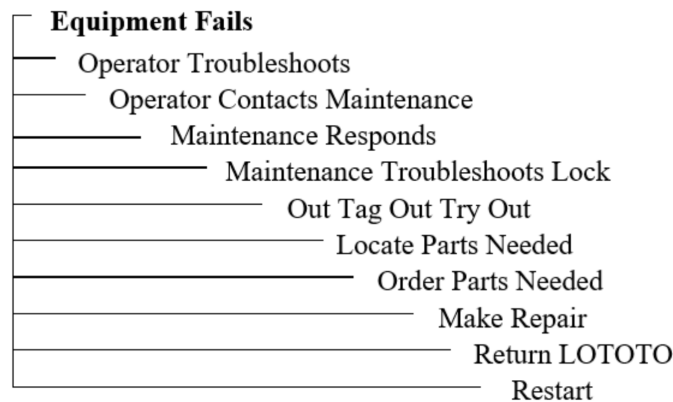 Equipment Fails
Operator Troubleshoots
Operator Contacts Maintenance
Maintenance Responds
Maintenance Troubleshoots Lock
Out Tag Out Try Out
Locate Parts Needed
Order Parts Needed
Make Repair
Return LOTOTO
Restart